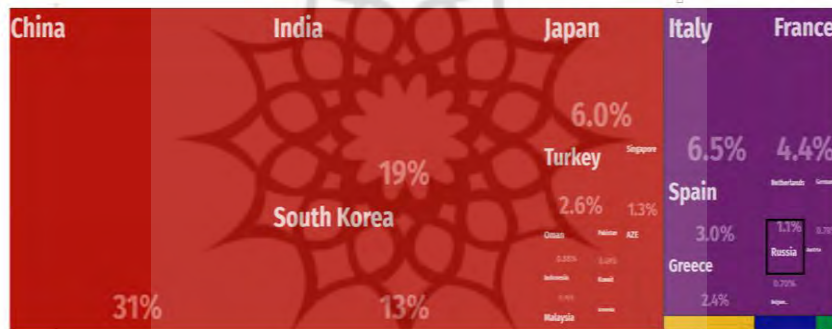 China
31%
India
19%
South Korea
13%
Japan
6.0%
Turkey
2.6%
Singapore
1.3%
Oman
Pakistan
AZE
0.88%
Indonesia
Kuwait
Malaysia
Italy
6.5%
France
4.4%
Spain
3.0%
Greece
2.4%
Netherlands
1.1%
Russia
0.70%